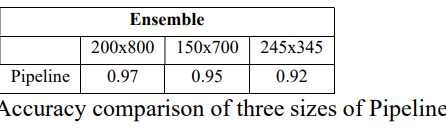 Ensemble
200x800 150x700 245x345
Pipeline 0.97 0.95 0.92
Accuracy comparison of three sizes of Pipeline